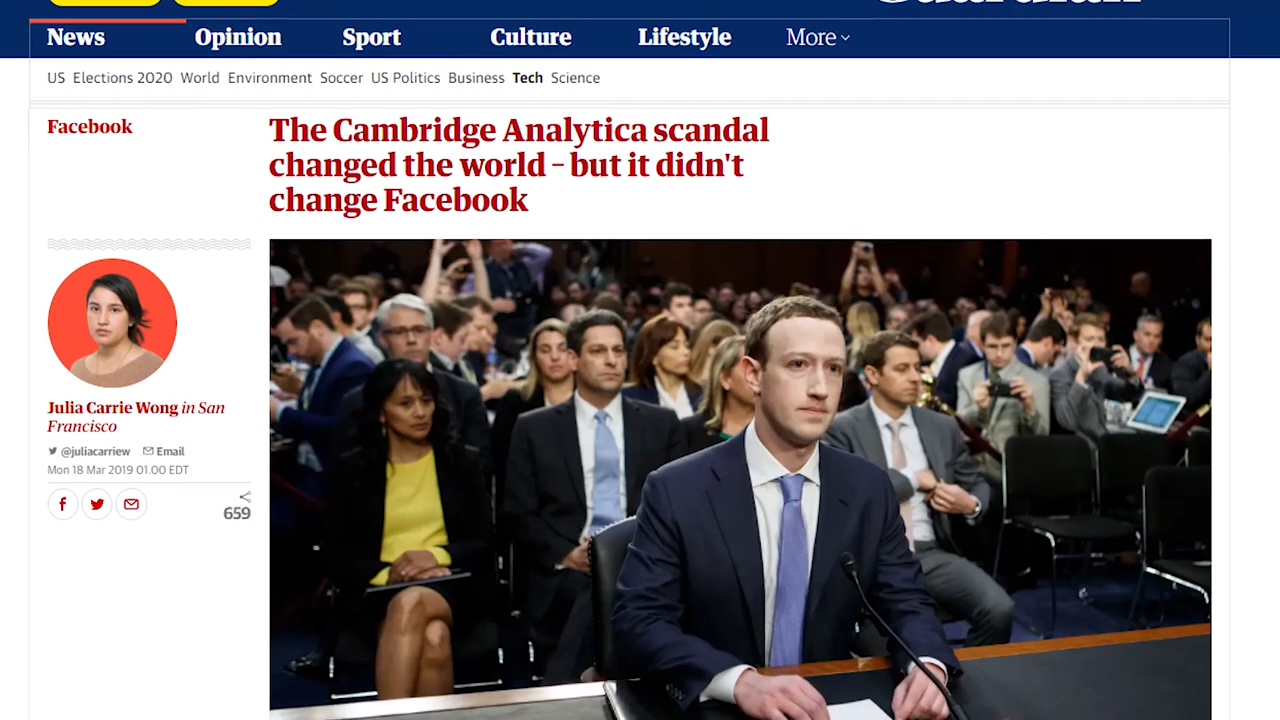 News Opinion Sport Culture Lifestyle More
US Elections 2020 World Environment Soccer US Politics Business Tech Science
Facebook
The Cambridge Analytica scandal
changed the world – but it didn't
change Facebook
Julia Carrie Wong in San
Francisco
@juliacarriew Email
Mon 18 Mar 2019 01.00 EDT
659